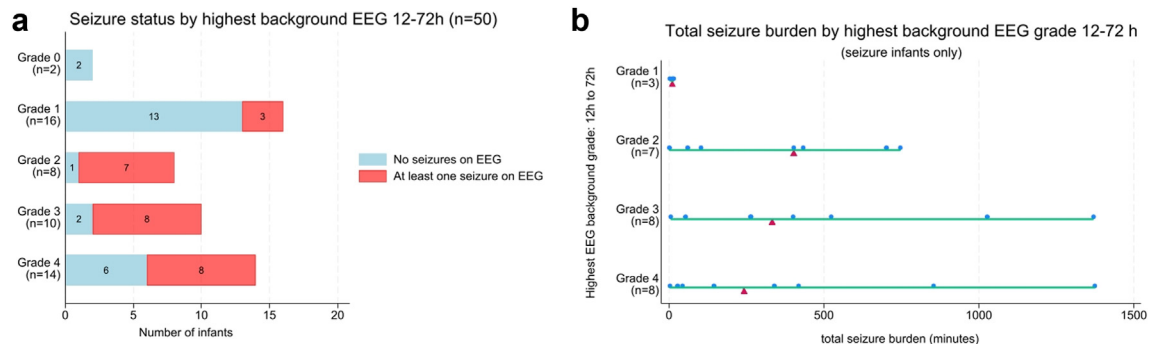 a
Seizure status by highest background EEG 12-72h (n=50)
Grade 0
(n=2)
2
Grade 1
(n=16)
13
3
Grade 2
(n=8)
1
7
Grade 3
(n=10)
2
8
Grade 4
(n=14)
6
8
0
5
10
15
20
Number of infants
No seizures on EEG
At least one seizure on EEG
b
Total seizure burden by highest background EEG grade 12-72 h
(seizure infants only)
Highest EEG background grade: 12h to 72h
Grade 1
(n=3)
Grade 2
(n=7)
Grade 3
(n=8)
Grade 4
(n=8)
0
500
1000
1500
total seizure burden (minutes)